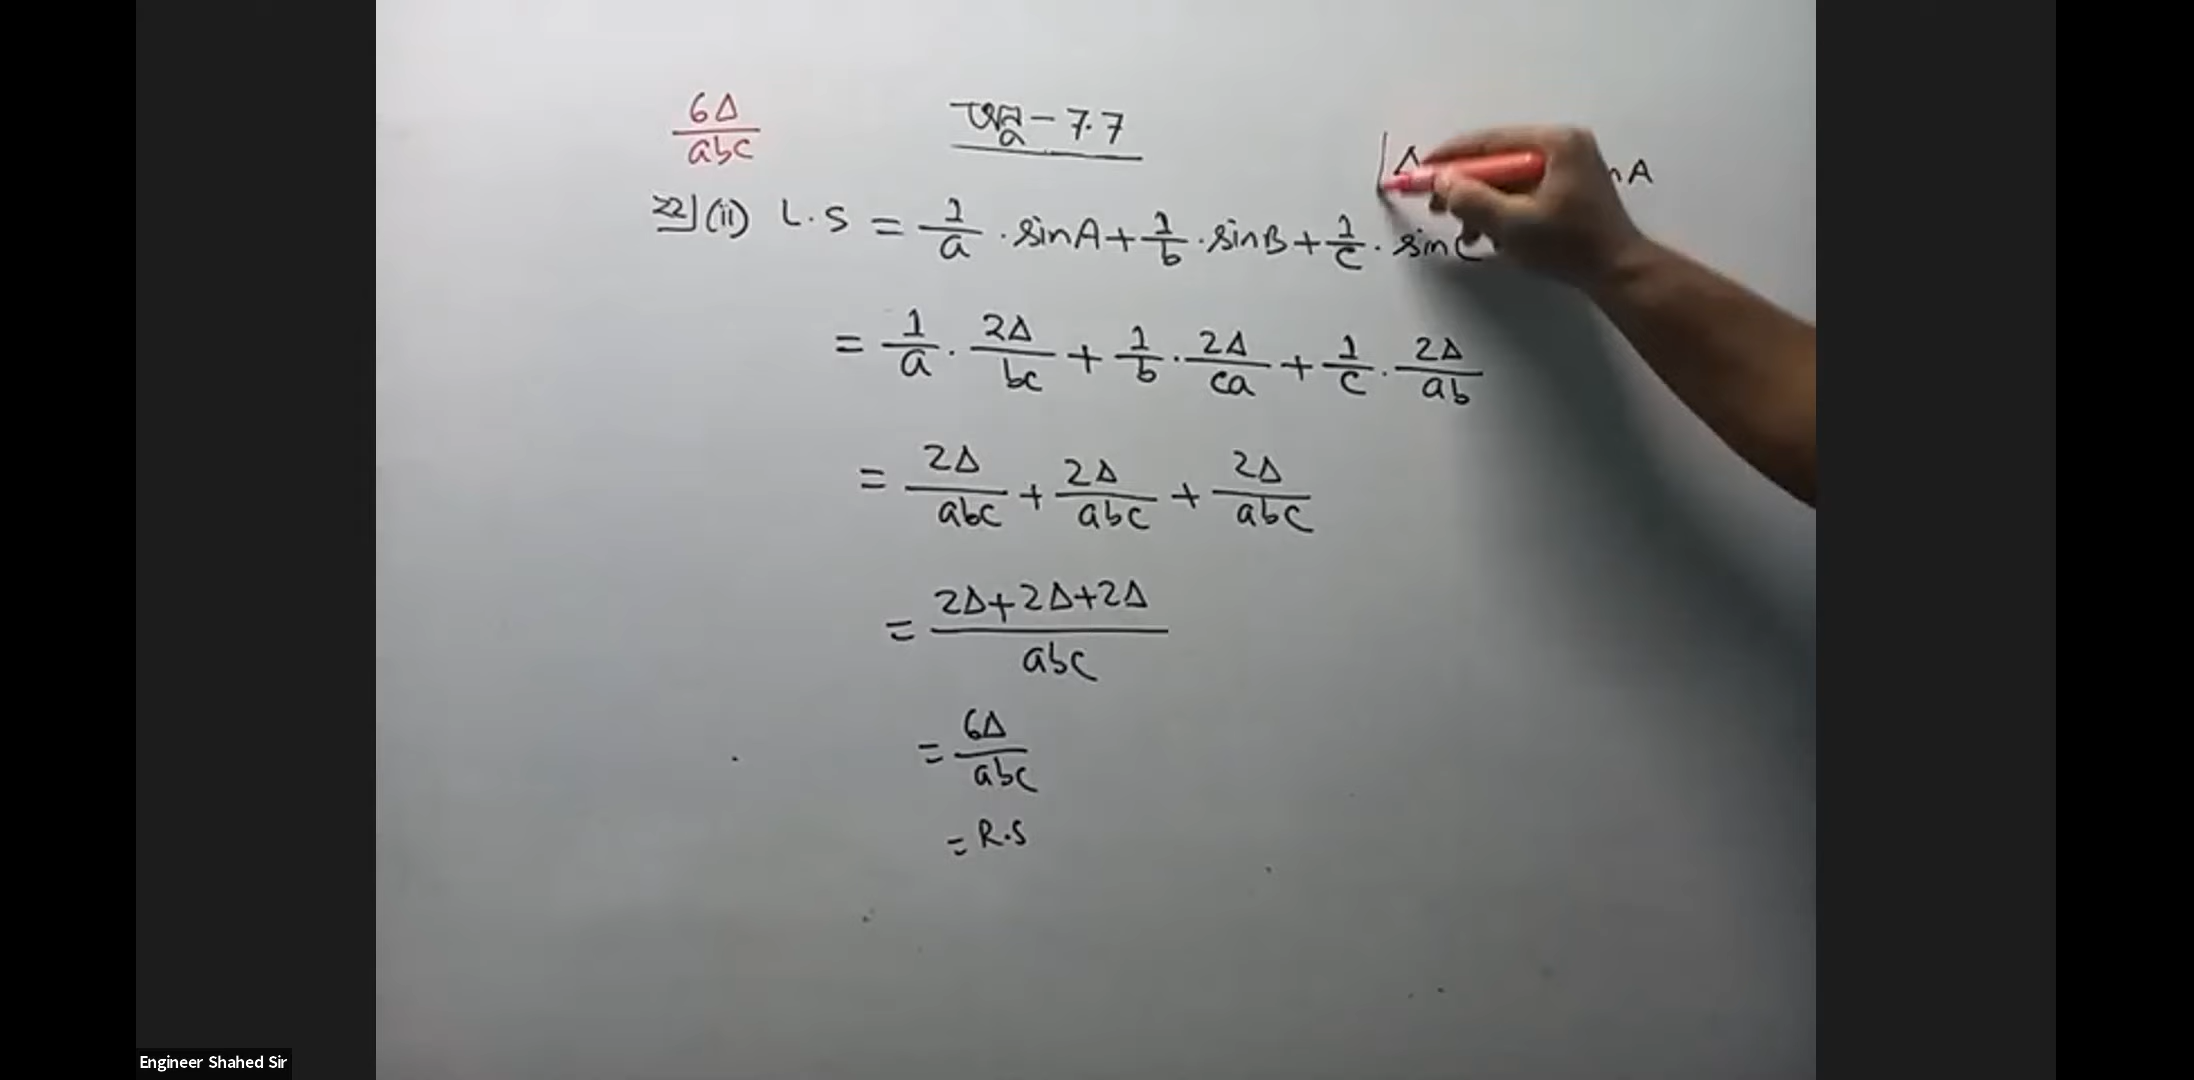 6Δ/abc
অনু - 7.7
Δ
A
22| (ii) L.S = 1/a · sinA + 1/b · sinB + 1/c · sinC
= 1/a · 2Δ/bc + 1/b · 2Δ/ca + 1/c · 2Δ/ab
= 2Δ/abc + 2Δ/abc + 2Δ/abc
= 2Δ+2Δ+2Δ/abc
= 6Δ/abc
= R.S
Engineer Shahed Sir